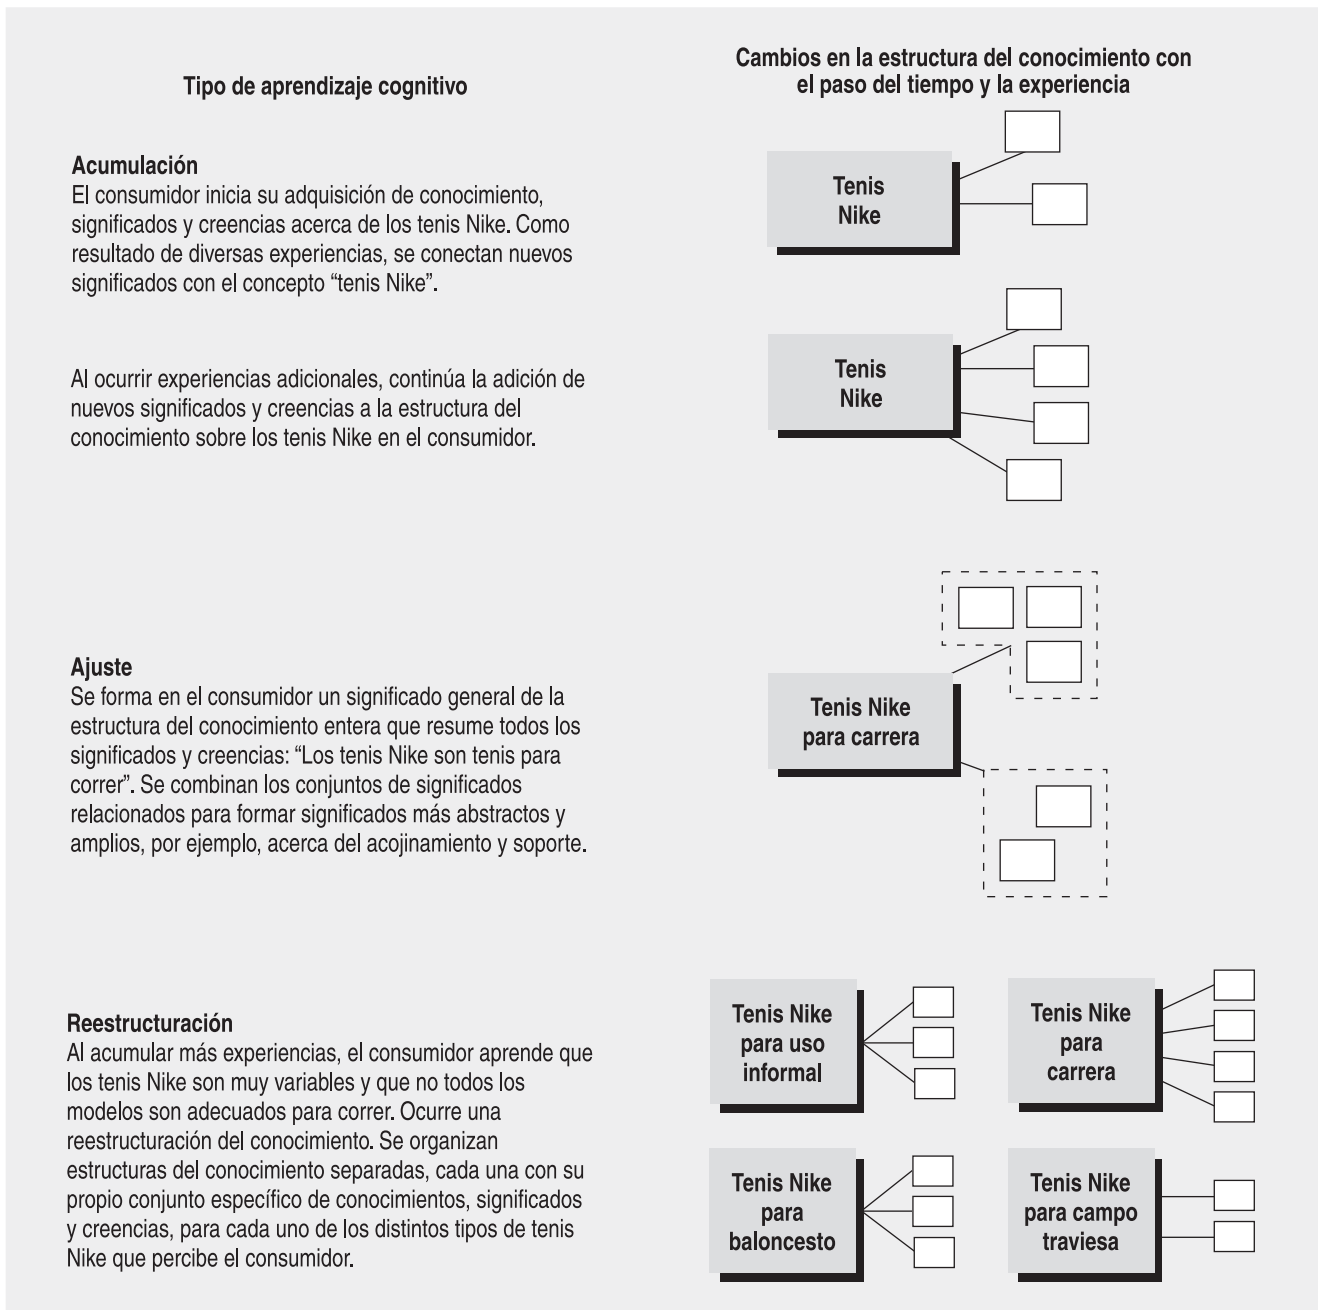 Tipo de aprendizaje cognitivo
Cambios en la estructura del conocimiento con
el paso del tiempo y la experiencia
Acumulación
El consumidor inicia su adquisición de conocimiento,
significados y creencias acerca de los tenis Nike. Como
resultado de diversas experiencias, se conectan nuevos
significados con el concepto “tenis Nike”.
Tenis
Nike
Al ocurrir experiencias adicionales, continúa la adición de
nuevos significados y creencias a la estructura del
conocimiento sobre los tenis Nike en el consumidor.
Tenis
Nike
Ajuste
Se forma en el consumidor un significado general de la
estructura del conocimiento entera que resume todos los
significados y creencias: “Los tenis Nike son tenis para
correr”. Se combinan los conjuntos de significados
relacionados para formar significados más abstractos y
amplios, por ejemplo, acerca del acojinamiento y soporte.
Tenis Nike
para carrera
Reestructuración
Al acumular más experiencias, el consumidor aprende que
los tenis Nike son muy variables y que no todos los
modelos son adecuados para correr. Ocurre una
reestructuración del conocimiento. Se organizan
estructuras del conocimiento separadas, cada una con su
propio conjunto específico de conocimientos, significados
y creencias, para cada uno de los distintos tipos de tenis
Nike que percibe el consumidor.
Tenis Nike
para uso
informal
Tenis Nike
para
carrera
Tenis Nike
para
baloncesto
Tenis Nike
para campo
traviesa